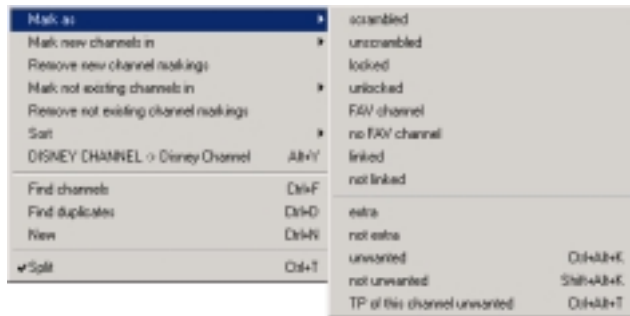 Mark as
Mark new channels in
Remove new channel markings
Mark not existing channels in
Remove not existing channel markings
Sort
DISNEY CHANNEL -> Disney Channel Alt+Y
Find channels Ctrl+F
Find duplicates Ctrl+D
New Ctrl+N
Split Ctrl+T
scrambled
unscrambled
locked
unlocked
FAV channel
no FAV channel
linked
not linked
extra
not extra
unwanted Ctrl+Alt+K
not unwanted Shift+Alt+K
TP of this channel unwanted Ctrl+Alt+T